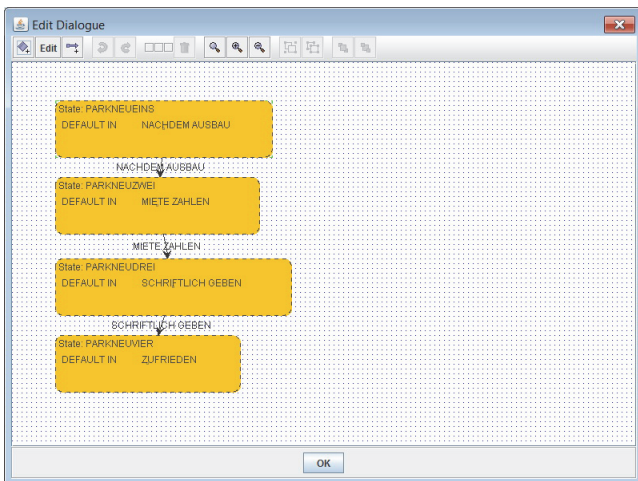 Edit Dialogue
Edit
State: PARKNEUEINS
DEFAULT IN NACHDEM AUSBAU
NACHDEM AUSBAU
State: PARKNEUZWEI
DEFAULT IN MIETE ZAHLEN
MIETE ZAHLEN
State: PARKNEUDREI
DEFAULT IN SCHRIFTLICH GEBEN
SCHRIFTLICH GEBEN
State: PARKNEUVIER
DEFAULT IN ZUFRIEDEN
OK